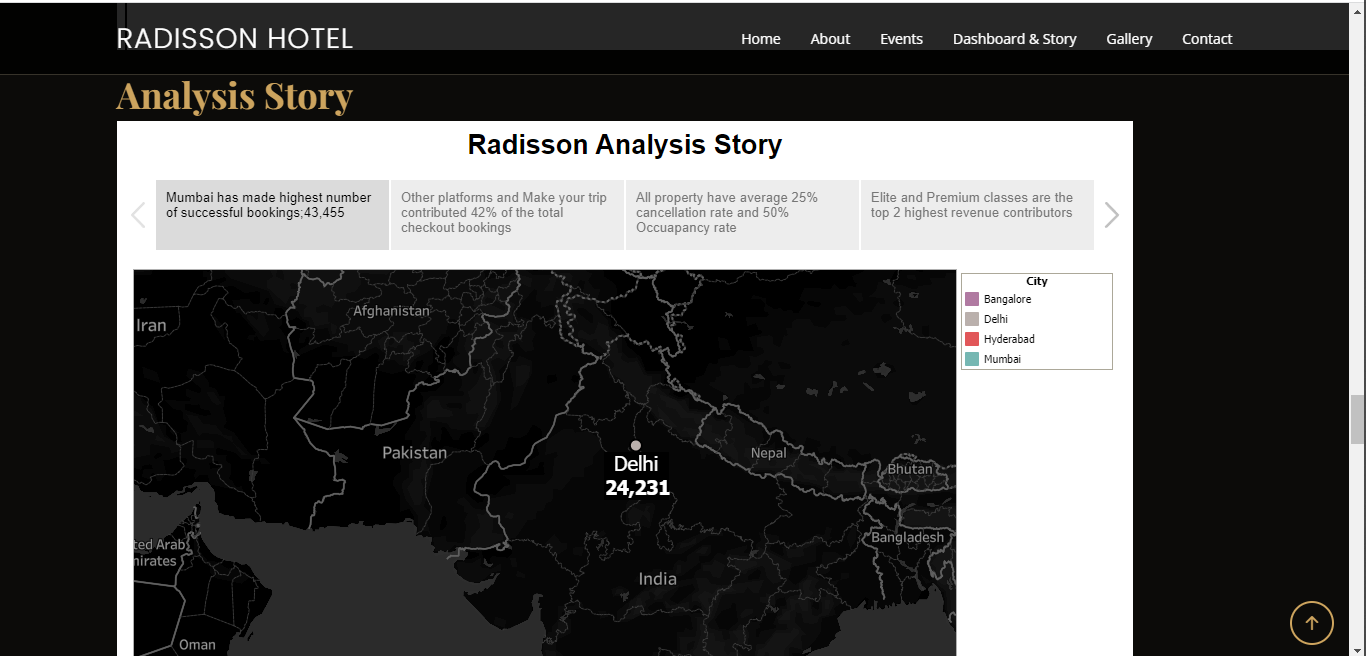 RADISSON HOTEL
Home About Events Dashboard & Story Gallery Contact
Analysis Story
Radisson Analysis Story
Mumbai has made highest number
of successful bookings;43,455
Other platforms and Make your trip
contributed 42% of the total
checkout bookings
All property have average 25%
cancellation rate and 50%
Occuapancy rate
Elite and Premium classes are the
top 2 highest revenue contributors
City
Bangalore
Delhi
Hyderabad
Mumbai
Afghanistan
Iran
Pakistan
Nepal
Bhutan
Delhi
24,231
ted Arab
irates
Bangladesh
India
Oman